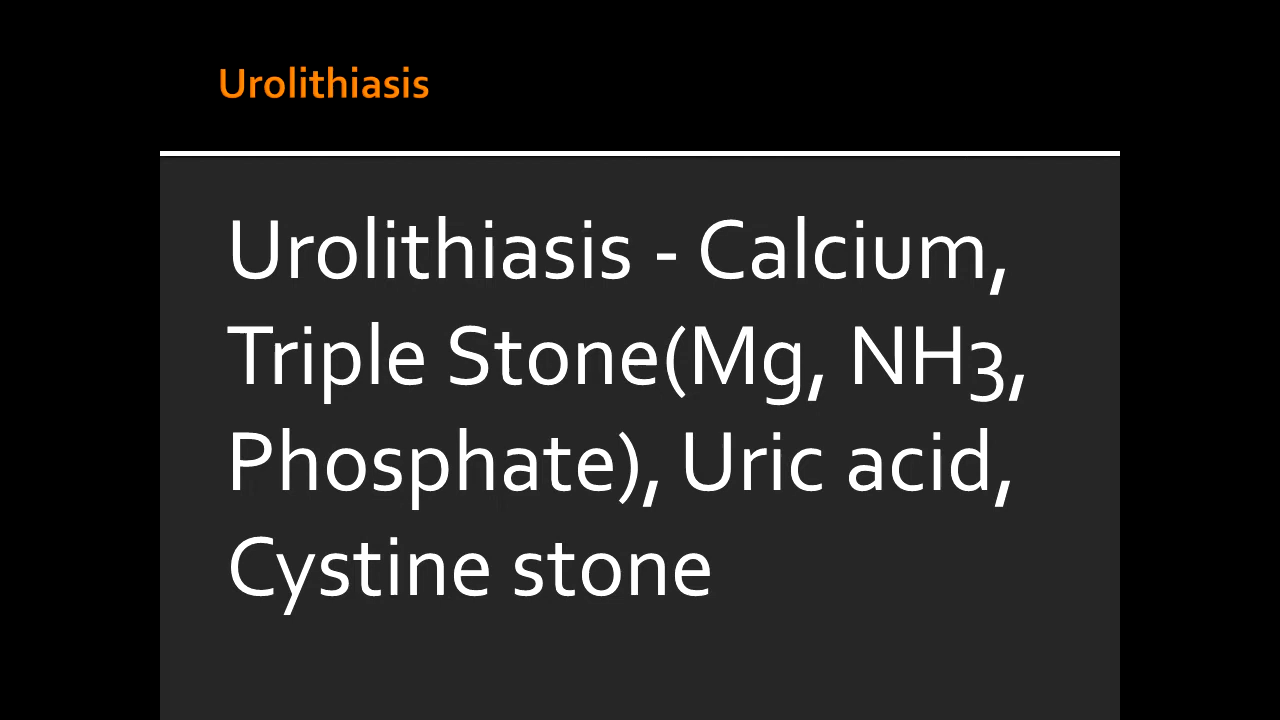 Urolithiasis
Urolithiasis - Calcium,
Triple Stone(Mg, NH3,
Phosphate), Uric acid,
Cystine stone